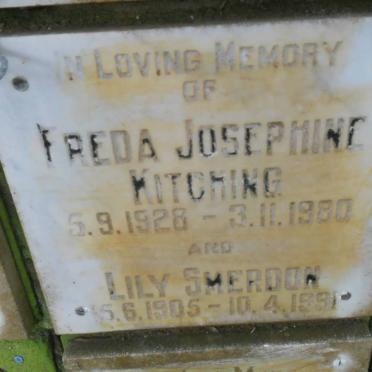 IN LOVING MEMORY
OF
FREDA JOSEPHINE
KITCHING
5.9.1928 - 3.11.1980
AND
LILY SMERDON
15.6.1905 - 10.4.1991